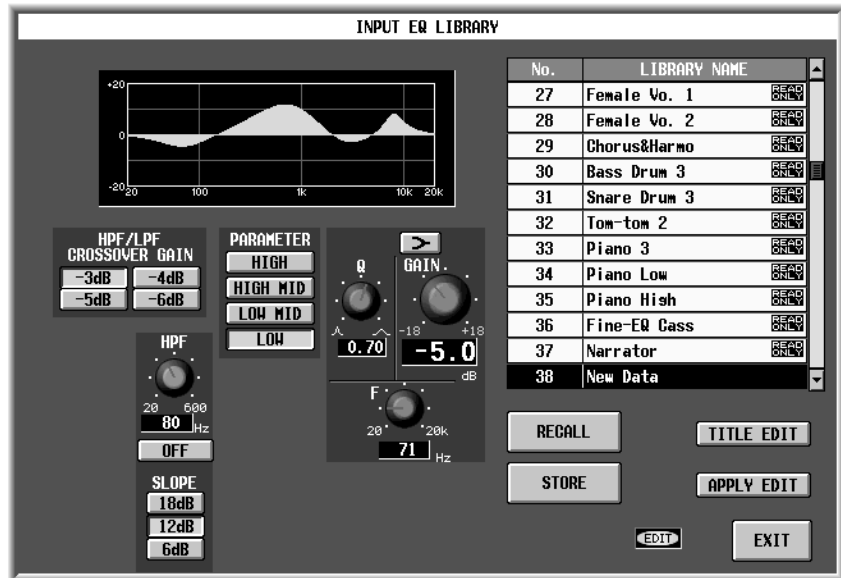 INPUT EQ LIBRARY
+20
0
-20
20 100 1k 10k 20k
HPF/LPF
CROSSOVER GAIN
-3dB -4dB
-5dB -6dB
PARAMETER
HIGH
HIGH MID
LOW MID
LOW
Q
0.70
GAIN
-18 +18
-5.0
dB
F
20 20k
71 Hz
HPF
20 600
80 Hz
OFF
SLOPE
18dB
12dB
6dB
No. LIBRARY NAME
27 Female Vo. 1 READ ONLY
28 Female Vo. 2 READ ONLY
29 Chorus&Harmo READ ONLY
30 Bass Drum 3 READ ONLY
31 Snare Drum 3 READ ONLY
32 Tom-tom 2 READ ONLY
33 Piano 3 READ ONLY
34 Piano Low READ ONLY
35 Piano High READ ONLY
36 Fine-EQ Cass READ ONLY
37 Narrator READ ONLY
38 New Data
RECALL
TITLE EDIT
STORE
APPLY EDIT
EDIT
EXIT